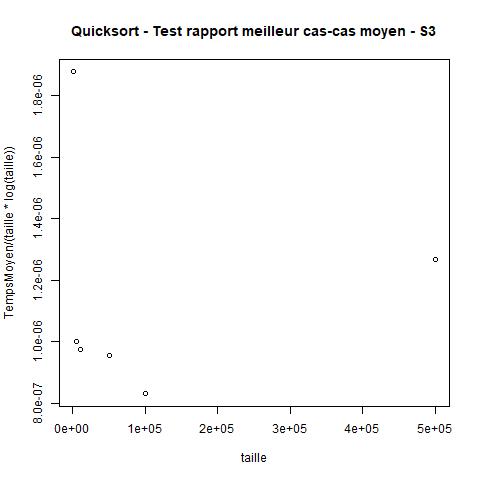 Quicksort - Test rapport meilleur cas-cas moyen - S3
TempsMoyen/(taille * log(taille))
1.8e-06
1.6e-06
1.4e-06
1.2e-06
1.0e-06
8.0e-07
0e+00 1e+05 2e+05 3e+05 4e+05 5e+05
taille